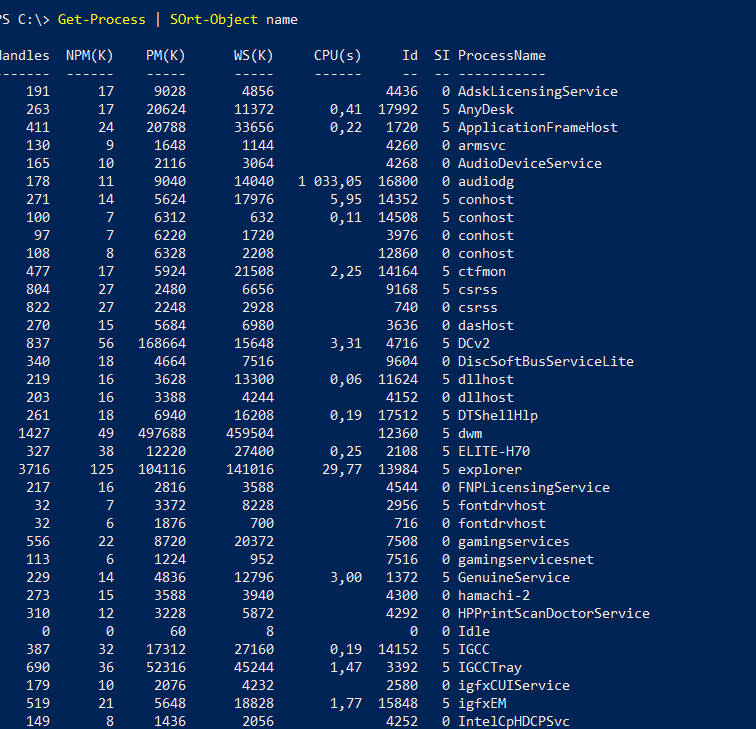 PS C:\> Get-Process | SOrt-Object name
Handles NPM(K) PM(K) WS(K) CPU(s) Id SI ProcessName
------- ------ ----- ----- ------ -- -- -----------
191 17 9028 4856 4436 0 AdskLicensingService
263 17 20624 11372 0,41 17992 5 AnyDesk
411 24 20788 33656 0,22 1720 5 ApplicationFrameHost
130 9 1648 1144 4260 0 armsvc
165 10 2116 3064 4268 0 AudioDeviceService
178 11 9040 14040 1 033,05 16800 0 audiodg
271 14 5624 17976 5,95 14352 5 conhost
100 7 6312 632 0,11 14508 5 conhost
97 7 6220 1720 3976 0 conhost
108 8 6328 2208 12860 0 conhost
477 17 5924 21508 2,25 14164 5 ctfmon
804 27 2480 6656 9168 5 csrss
822 27 2248 2928 740 0 csrss
270 15 5684 6980 3636 0 dasHost
837 56 168664 15648 3,31 4716 5 DCv2
340 18 4664 7516 9604 0 DiscSoftBusServiceLite
219 16 3628 13300 0,06 11624 5 dllhost
203 16 3388 4244 4152 0 dllhost
261 18 6940 16208 0,19 17512 5 DTShellHlp
1427 49 497688 459504 12360 5 dwm
327 38 12220 27400 0,25 2108 5 ELITE-H70
3716 125 104116 141016 29,77 13984 5 explorer
217 16 2816 3588 4544 0 FNPLicensingService
32 7 3372 8228 2956 5 fontdrvhost
32 6 1876 700 716 0 fontdrvhost
556 22 8720 20372 7508 0 gamingservices
113 6 1224 952 7516 0 gamingservicesnet
229 14 4836 12796 3,00 1372 5 GenuineService
273 15 3588 3940 4300 0 hamachi-2
310 12 3228 5872 4292 0 HPPrintScanDoctorService
0 0 60 8 0 0 Idle
387 32 17312 27160 0,19 14152 5 IGCC
690 36 52316 45244 1,47 3392 5 IGCCTray
179 10 2076 4232 2580 0 igfxCUIService
519 21 5648 18828 1,77 15848 5 igfxEM
149 8 1436 2056 4252 0 IntelCpHDCPSvc